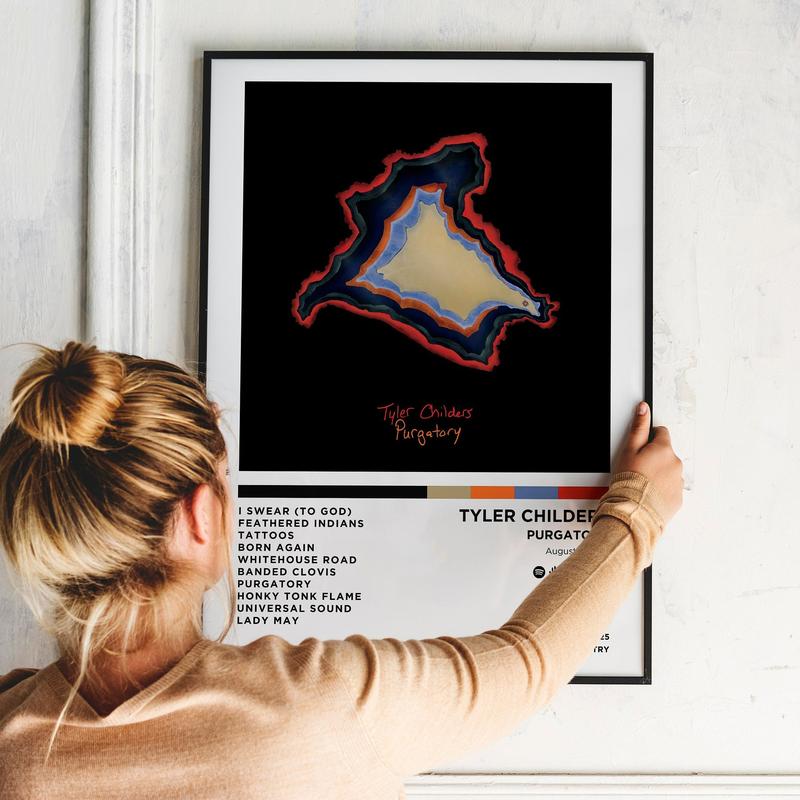 Tyler Childers
Purgatory
I SWEAR (TO GOD)
FEATHERED INDIANS
TATTOOS
BORN AGAIN
WHITEHOUSE ROAD
BANDED CLOVIS
PURGATORY
HONKY TONK FLAME
UNIVERSAL SOUND
LADY MAY
TYLER CHILDER
PURGATO
August